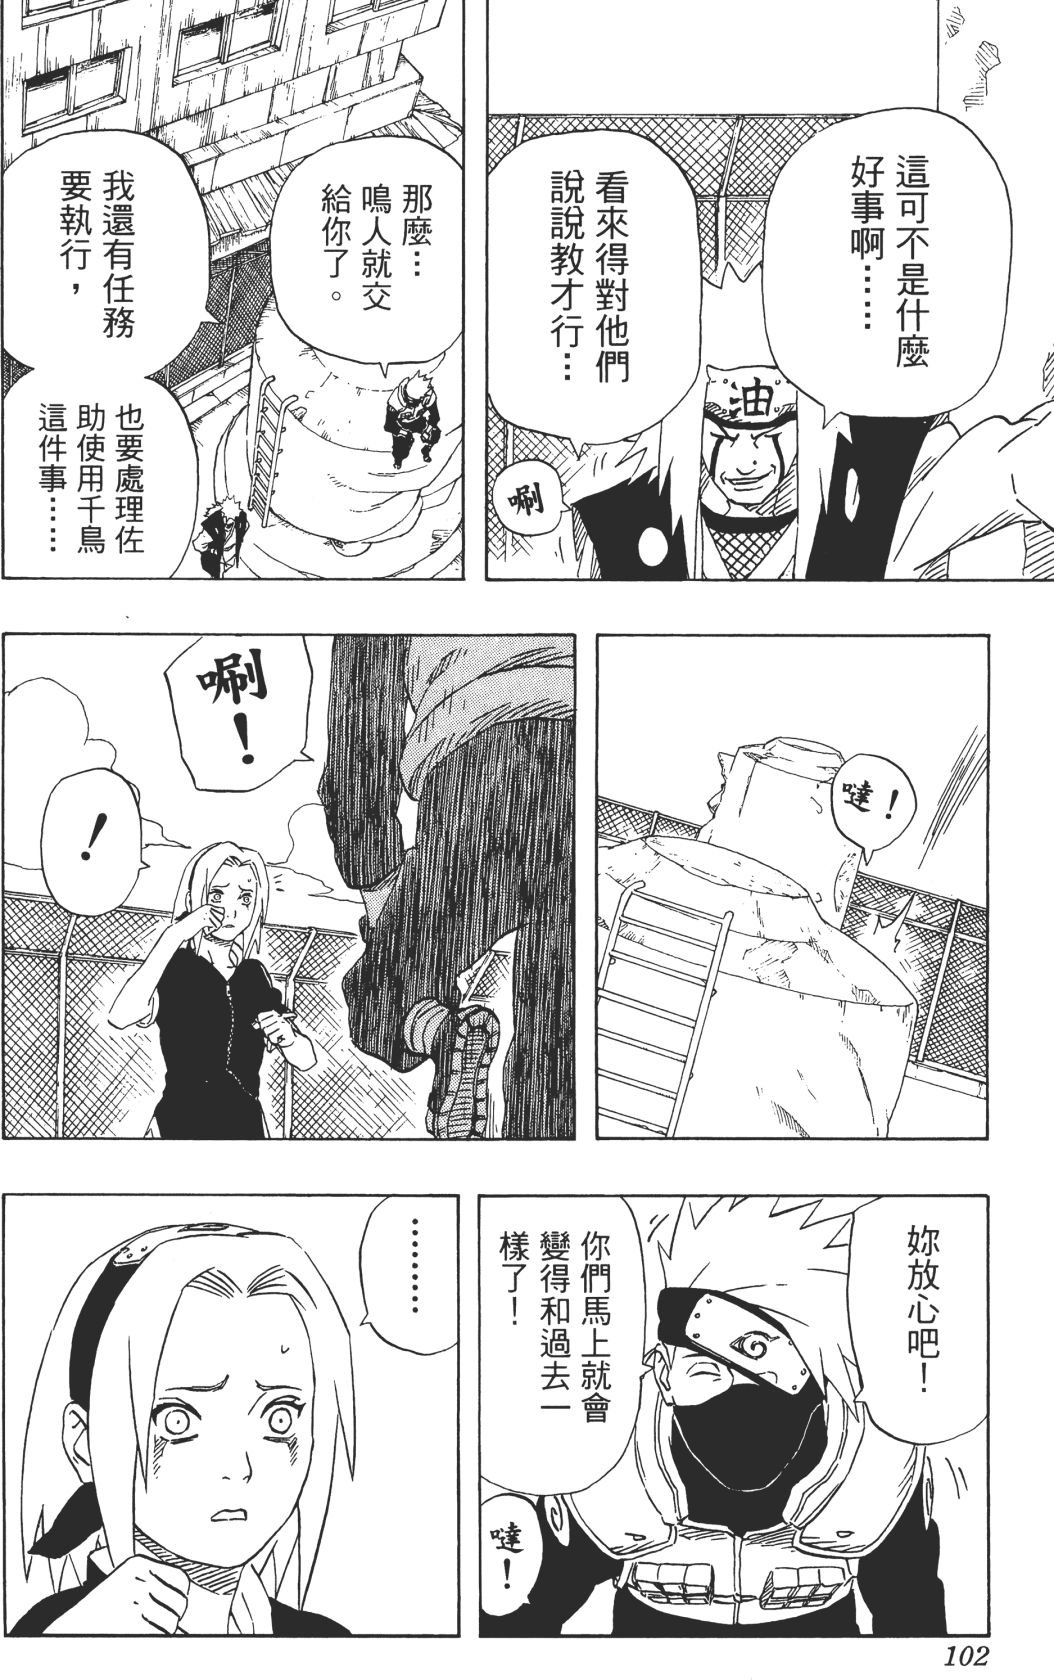 這可不是什麼
好事啊……
看來得對他們
說說教才行…
油
唰
那麼…
鳴人就交
給你了。
我還有任務
要執行，
也要處理佐
助使用千鳥
這件事……
噠！
唰！
！
妳放心吧！
你們馬上就會
變得和過去一
樣了！
噠！
………
102